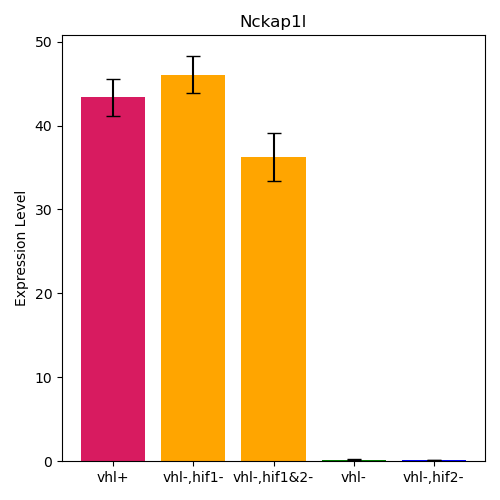 Nckap1l
50
40
30
20
10
0
Expression Level
vhl+
vhl-,hif1-
vhl-,hif1&2-
vhl-
vhl-,hif2-